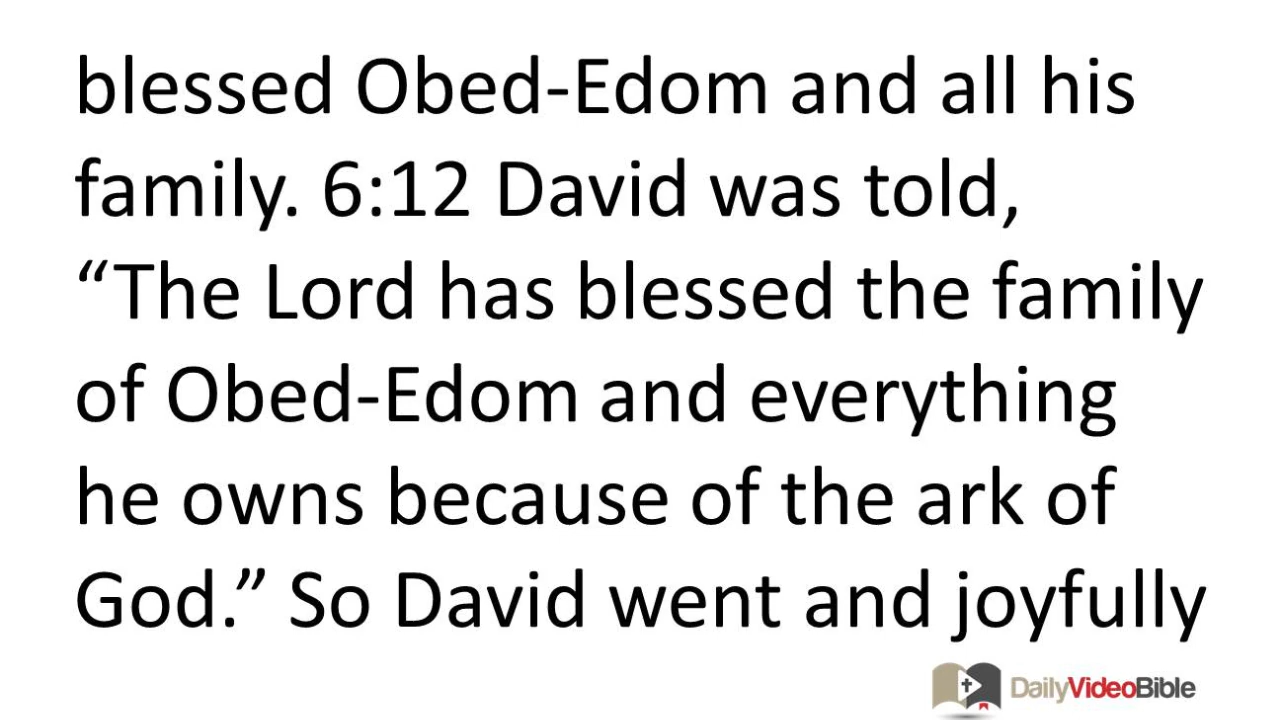 blessed Obed-Edom and all his
family. 6:12 David was told,
“The Lord has blessed the family
of Obed-Edom and everything
he owns because of the ark of
God.” So David went and joyfully
DailyVideoBible